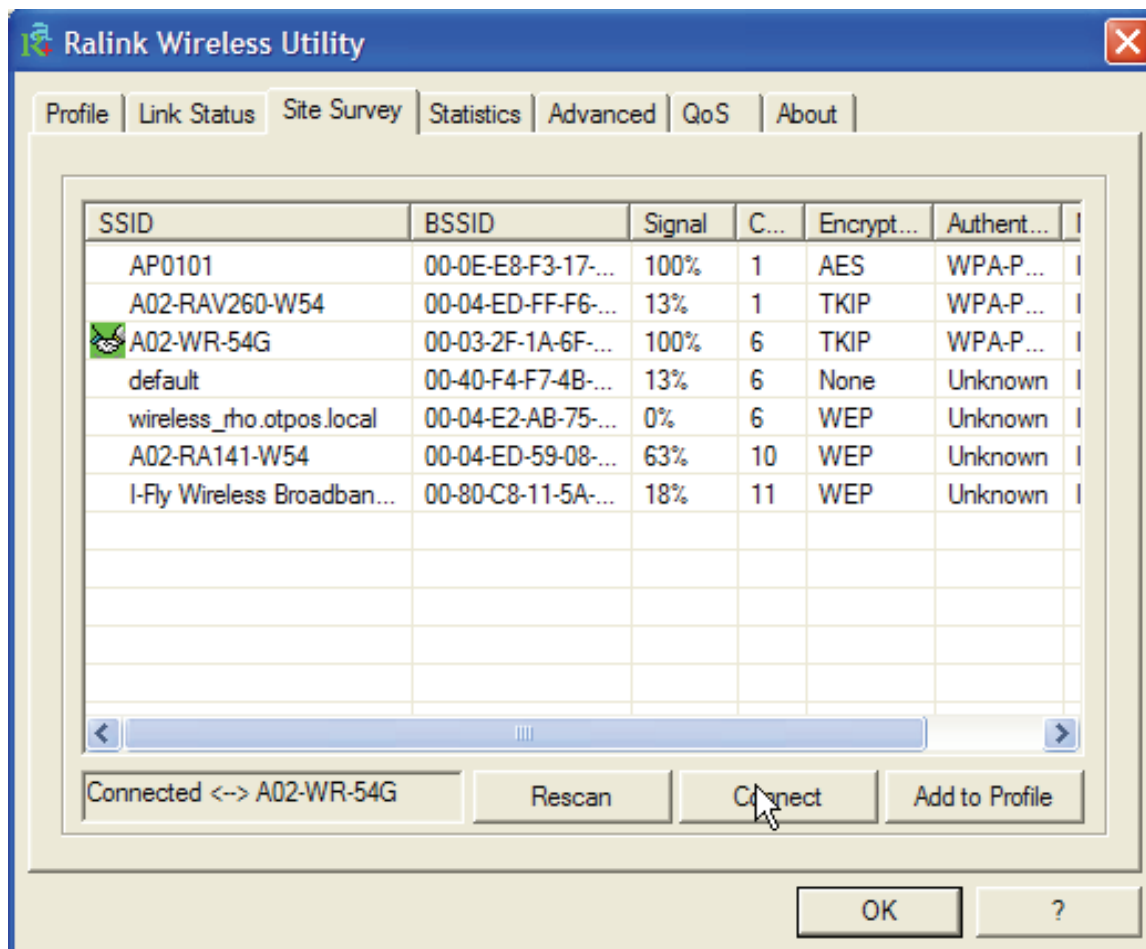 Ralink Wireless Utility
Profile Link Status Site Survey Statistics Advanced QoS About
SSID BSSID Signal C... Encrypt... Authent...
AP0101 00-0E-E8-F3-17-... 100% 1 AES WPA-P...
A02-RAV260-W54 00-04-ED-FF-F6-... 13% 1 TKIP WPA-P...
A02-WR-54G 00-03-2F-1A-6F-... 100% 6 TKIP WPA-P...
default 00-40-F4-F7-4B-... 13% 6 None Unknown
wireless_rho.otpos.local 00-04-E2-AB-75-... 0% 6 WEP Unknown
A02-RA141-W54 00-04-ED-59-08-... 63% 10 WEP Unknown
I-Fly Wireless Broadban... 00-80-C8-11-5A-... 18% 11 WEP Unknown
Connected <--> A02-WR-54G Rescan Connect Add to Profile
OK ?